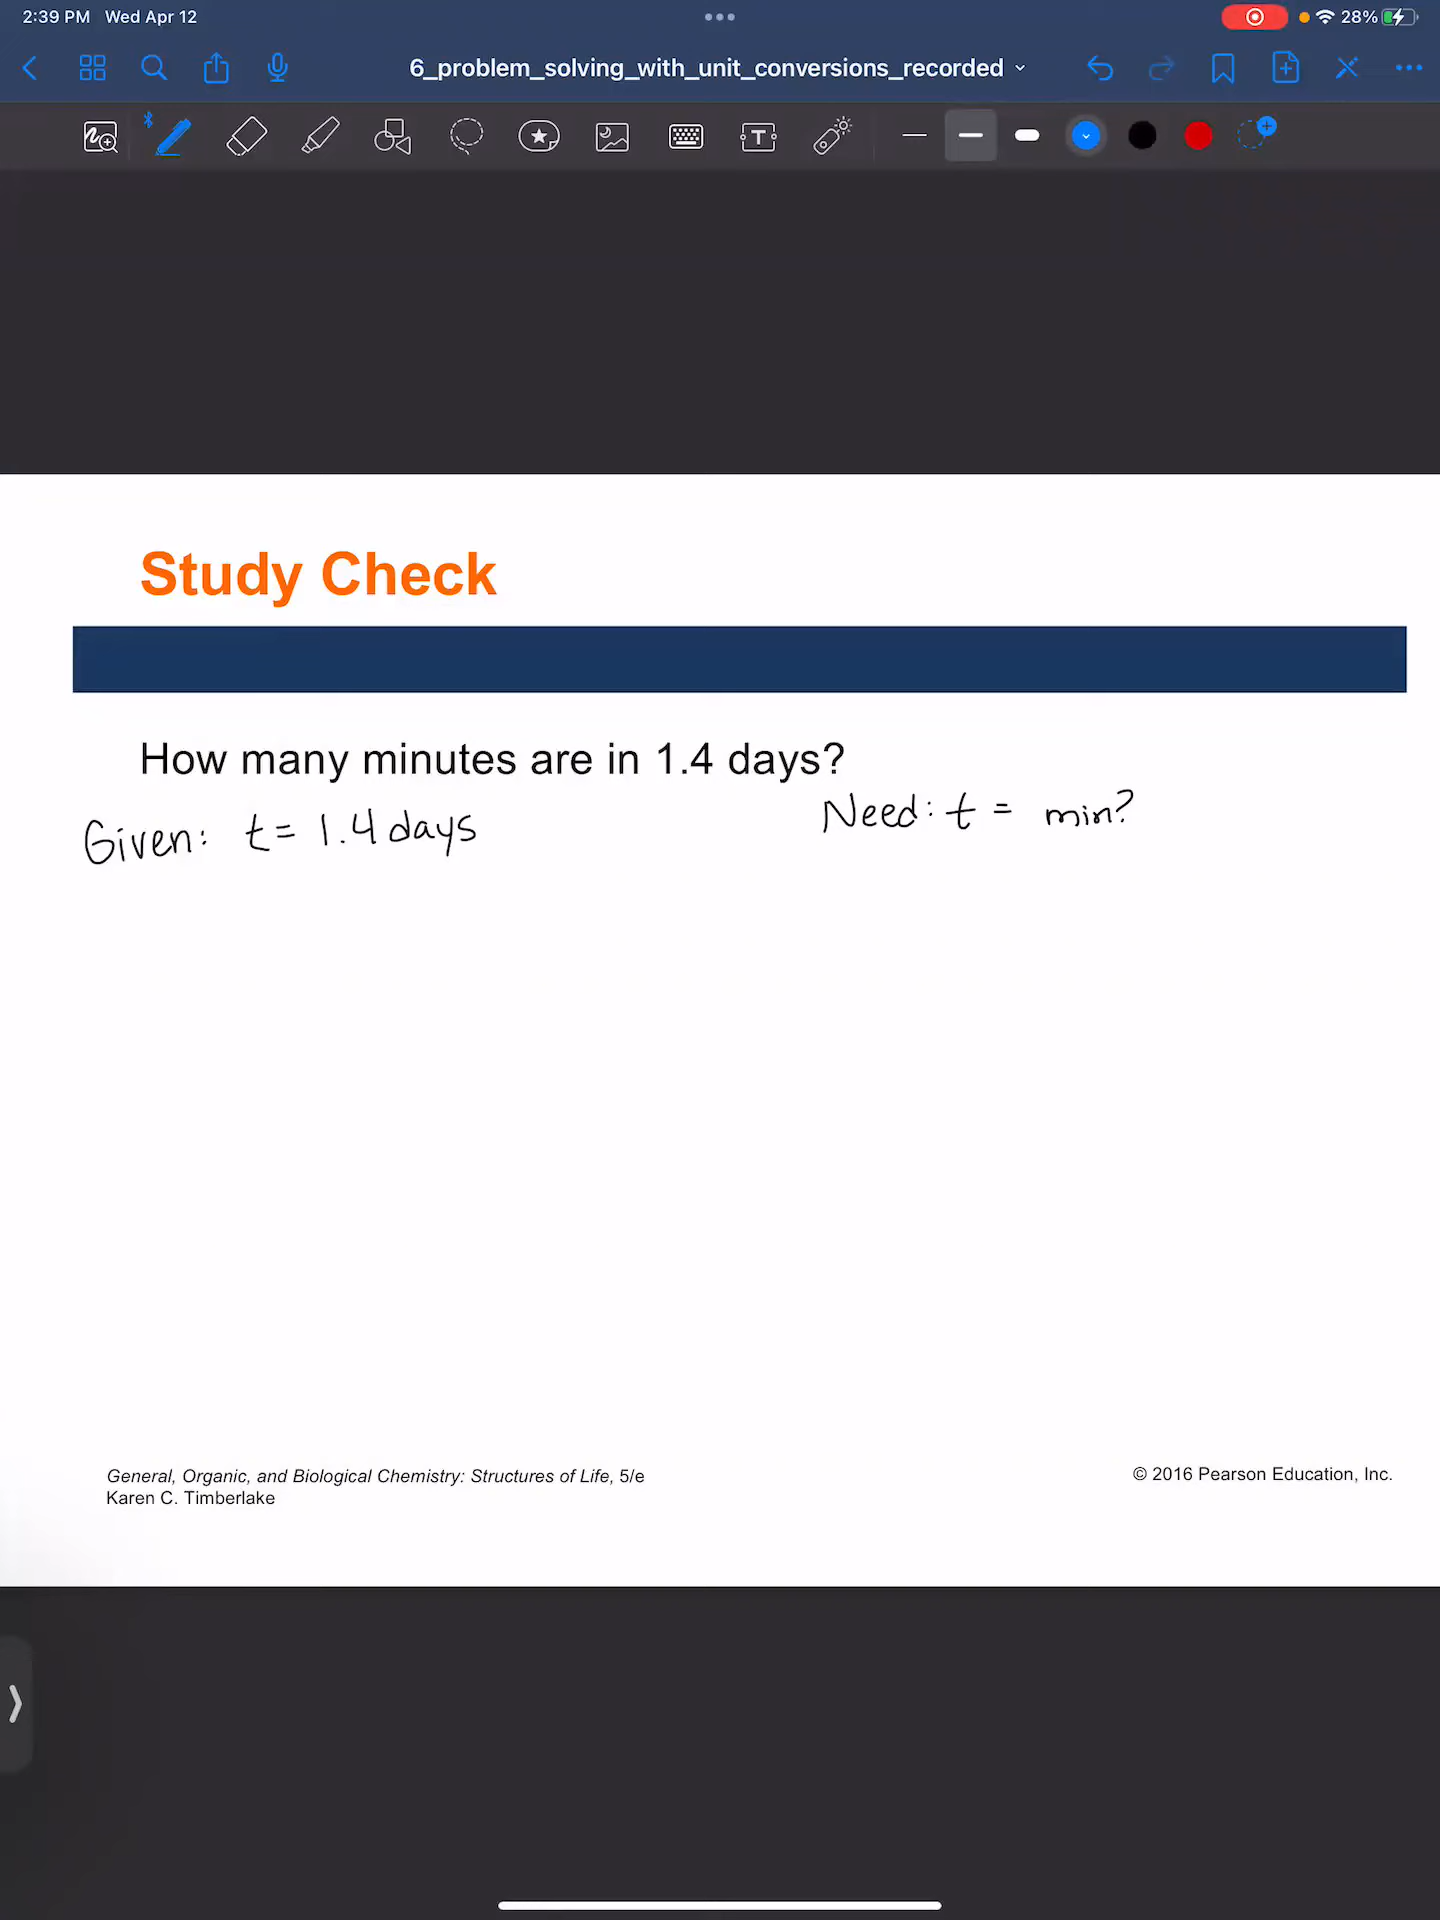 2:39 PM Wed Apr 12
28%
6_problem_solving_with_unit_conversions_recorded
T
Study Check
How many minutes are in 1.4 days?
Given: t = 1.4 days
Need: t = min?
General, Organic, and Biological Chemistry: Structures of Life, 5/e
Karen C. Timberlake
© 2016 Pearson Education, Inc.